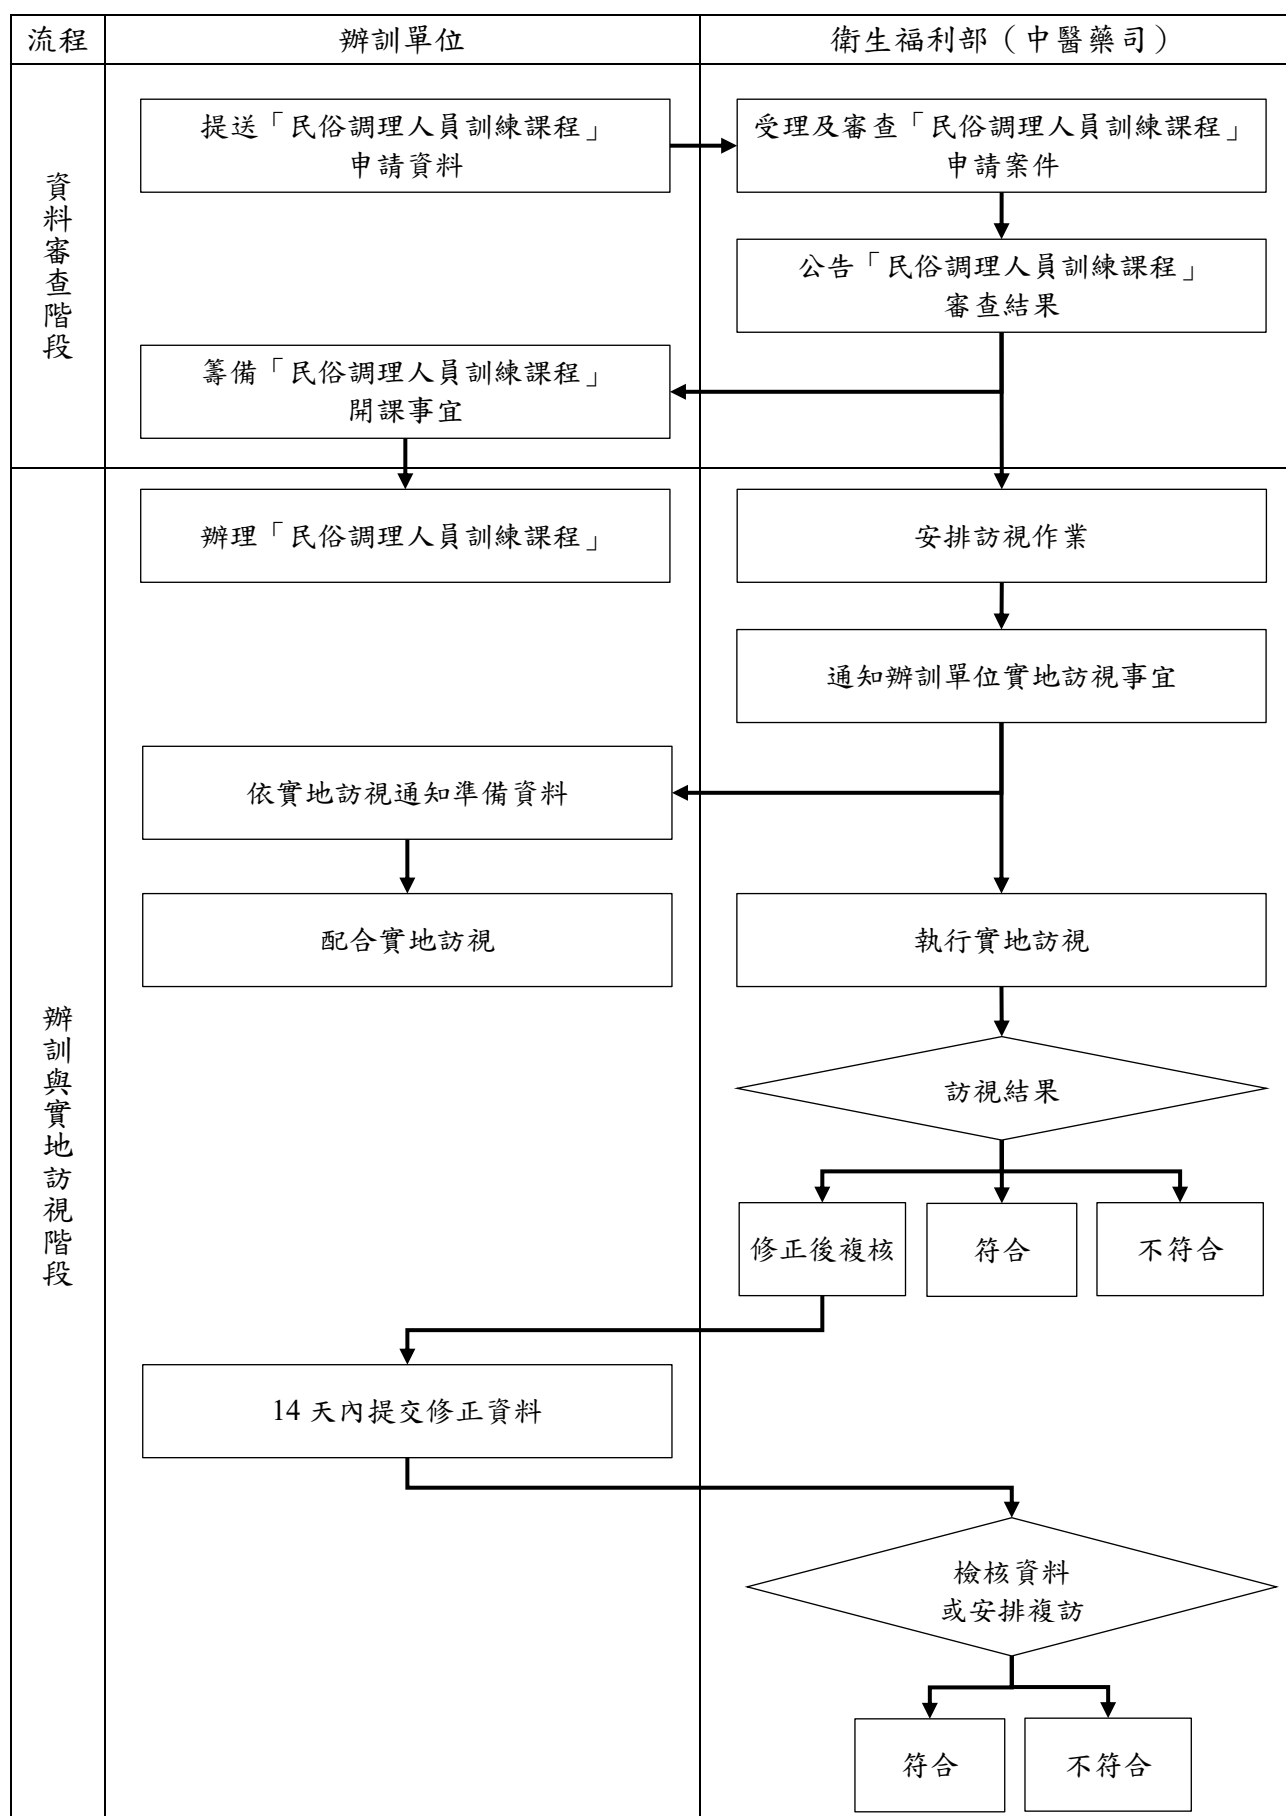 流程
辦訓單位
衛生福利部（中醫藥司）
資料審查階段
提送「民俗調理人員訓練課程」
申請資料
受理及審查「民俗調理人員訓練課程」
申請案件
公告「民俗調理人員訓練課程」
審查結果
籌備「民俗調理人員訓練課程」
開課事宜
辦訓與實地訪視階段
辦理「民俗調理人員訓練課程」
安排訪視作業
通知辦訓單位實地訪視事宜
依實地訪視通知準備資料
配合實地訪視
執行實地訪視
訪視結果
修正後複核
符合
不符合
14 天內提交修正資料
檢核資料
或安排複訪
符合
不符合